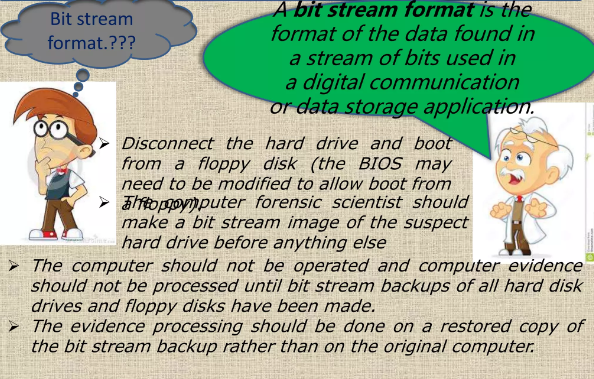 Bit stream
format.???
A bit stream format is the
format of the data found in
a stream of bits used in
a digital communication
or data storage application.
➢ Disconnect the hard drive and boot
from a floppy disk (the BIOS may
need to be modified to allow boot from
a floppy).
➢ The computer forensic scientist should
make a bit stream image of the suspect
hard drive before anything else
➢ The computer should not be operated and computer evidence
should not be processed until bit stream backups of all hard disk
drives and floppy disks have been made.
➢ The evidence processing should be done on a restored copy of
the bit stream backup rather than on the original computer.